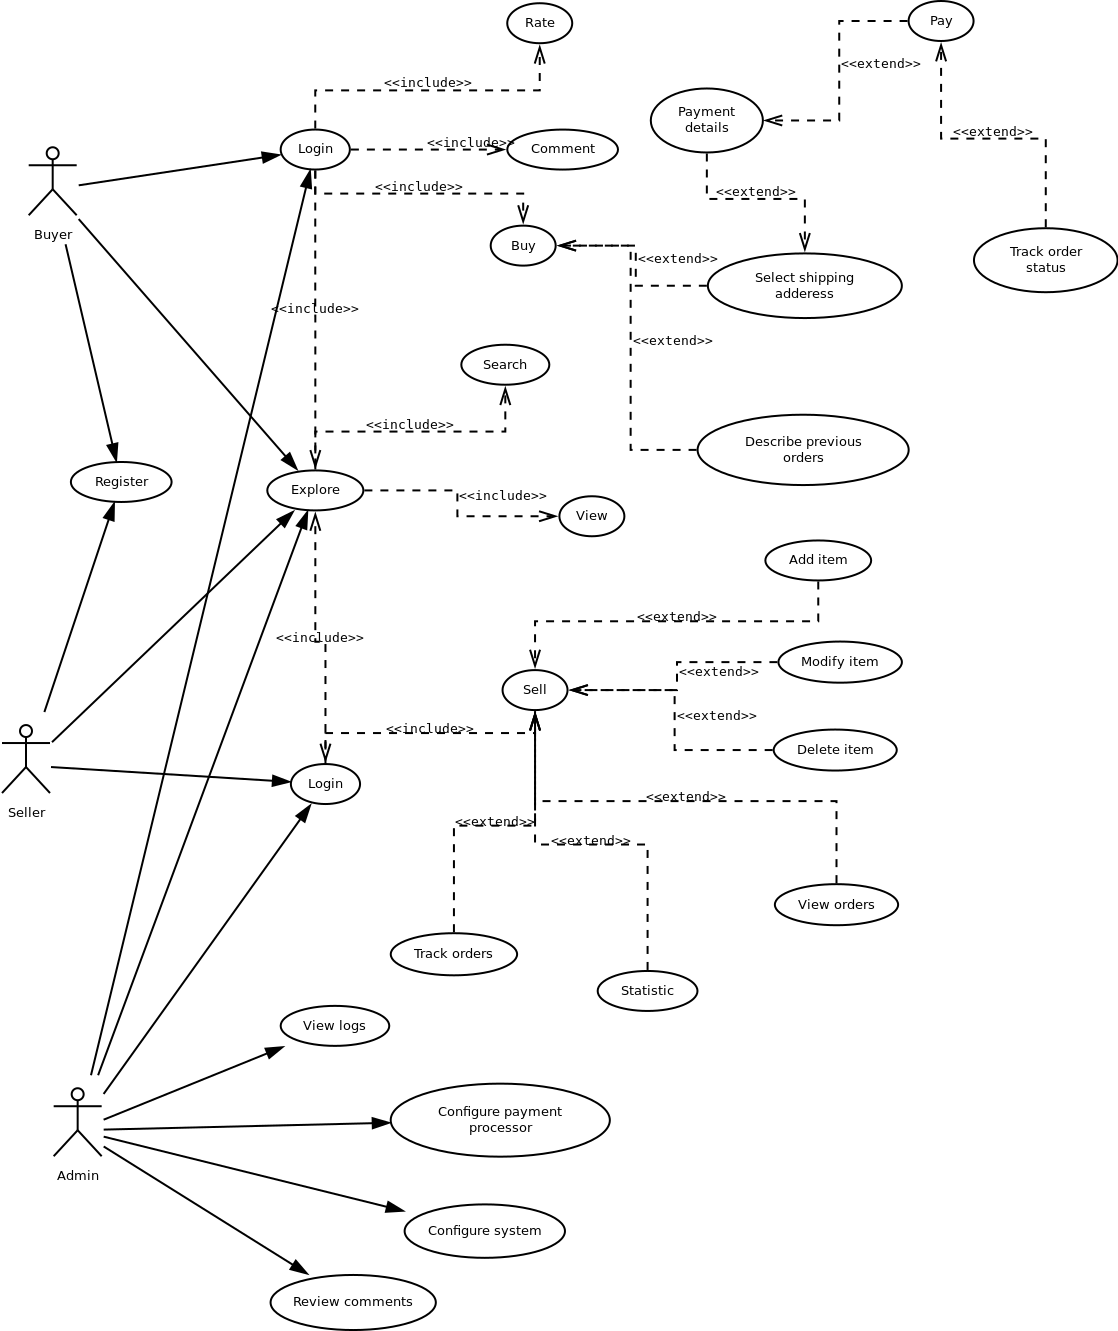 Rate
Pay
<<extend>>
<<include>>
Payment
details
<<extend>>
Login
<<include>>
Comment
<<include>>
<<extend>>
Buyer
Buy
<<extend>>
Track order
status
Select shipping
adderess
<<include>>
<<extend>>
Search
<<include>>
Describe previous
orders
Register
Explore
<<include>>
View
Add item
<<extend>>
<<include>>
Modify item
<<extend>>
Sell
<<extend>>
<<include>>
Delete item
Login
Seller
<<extend>>
<<extend>>
<<extend>>
View orders
Track orders
Statistic
View logs
Configure payment
processor
Admin
Configure system
Review comments